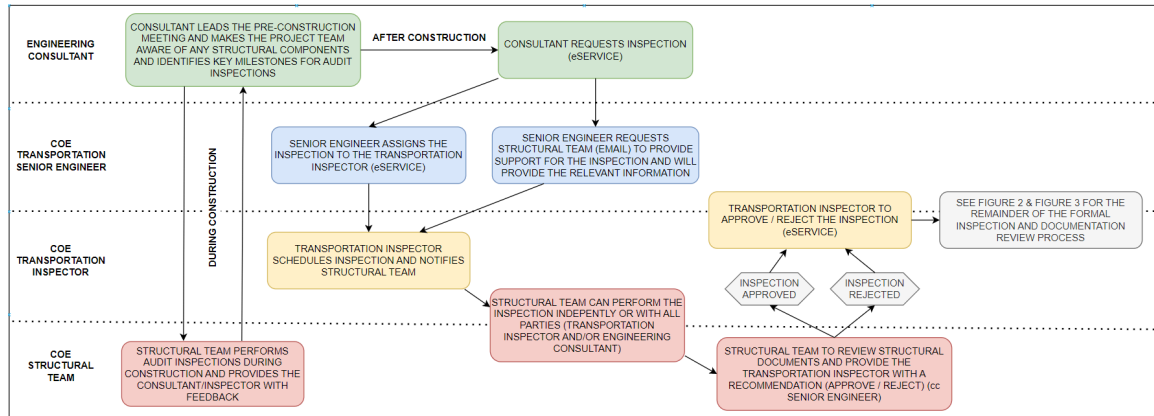 ENGINEERING
CONSULTANT
CONSULTANT LEADS THE PRE-CONSTRUCTION
MEETING AND MAKES THE PROJECT TEAM
AWARE OF ANY STRUCTURAL COMPONENTS
AND IDENTIFIES KEY MILESTONES FOR AUDIT
INSPECTIONS
AFTER CONSTRUCTION
CONSULTANT REQUESTS INSPECTION
(eSERVICE)
DURING CONSTRUCTION
COE
TRANSPORTATION
SENIOR ENGINEER
SENIOR ENGINEER ASSIGNS THE
INSPECTION TO THE TRANSPORTATION
INSPECTOR (eSERVICE)
SENIOR ENGINEER REQUESTS
STRUCTURAL TEAM (EMAIL) TO PROVIDE
SUPPORT FOR THE INSPECTION AND WILL
PROVIDE THE RELEVANT INFORMATION
COE
TRANSPORTATION
INSPECTOR
TRANSPORTATION INSPECTOR
SCHEDULES INSPECTION AND NOTIFIES
STRUCTURAL TEAM
TRANSPORTATION INSPECTOR TO
APPROVE / REJECT THE INSPECTION
(eSERVICE)
SEE FIGURE 2 & FIGURE 3 FOR THE
REMAINDER OF THE FORMAL
INSPECTION AND DOCUMENTATION
REVIEW PROCESS
INSPECTION
APPROVED
INSPECTION
REJECTED
STRUCTURAL TEAM CAN PERFORM THE
INSPECTION INDEPENTLY OR WITH ALL
PARTIES (TRANSPORTATION
INSPECTOR AND/OR ENGINEERING
CONSULTANT)
COE
STRUCTURAL
TEAM
STRUCTURAL TEAM PERFORMS
AUDIT INSPECTIONS DURING
CONSTRUCTION AND PROVIDES THE
CONSULTANT/INSPECTOR WITH
FEEDBACK
STRUCTURAL TEAM TO REVIEW STRUCTURAL
DOCUMENTS AND PROVIDE THE
TRANSPORTATION INSPECTOR WITH A
RECOMMENDATION (APPROVE / REJECT) (cc
SENIOR ENGINEER)